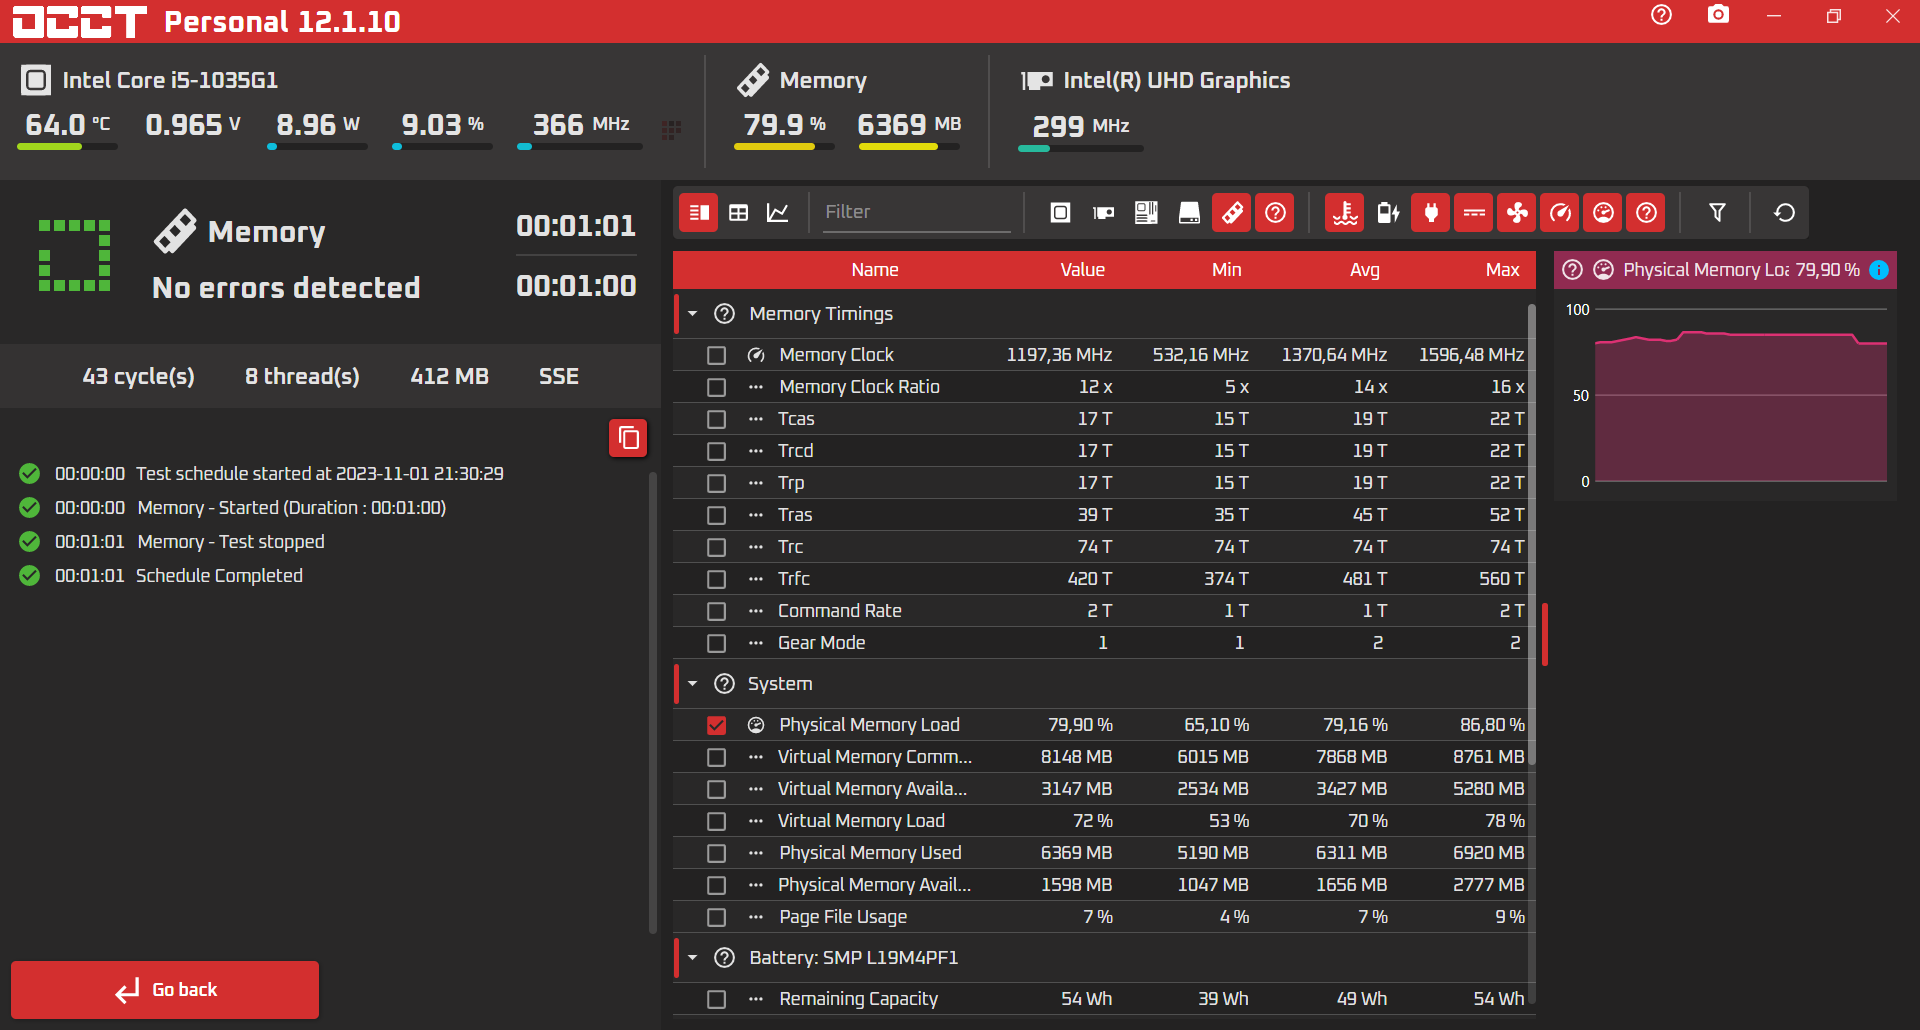 OCCT Personal 12.1.10
Intel Core i5-1035G1
64.0 °C 0.965 V 8.96 W 9.03 % 366 MHz
Memory
79.9 % 6369 MB
Intel(R) UHD Graphics
299 MHz
Memory
No errors detected
00:01:01
00:01:00
43 cycle(s) 8 thread(s) 412 MB SSE
00:00:00 Test schedule started at 2023-11-01 21:30:29
00:00:00 Memory - Started (Duration : 00:01:00)
00:01:01 Memory - Test stopped
00:01:01 Schedule Completed
Go back
Filter
Name Value Min Avg Max
Memory Timings
Memory Clock 1197,36 MHz 532,16 MHz 1370,64 MHz 1596,48 MHz
Memory Clock Ratio 12 x 5 x 14 x 16 x
Tcas 17 T 15 T 19 T 22 T
Trcd 17 T 15 T 19 T 22 T
Trp 17 T 15 T 19 T 22 T
Tras 39 T 35 T 45 T 52 T
Trc 74 T 74 T 74 T 74 T
Trfc 420 T 374 T 481 T 560 T
Command Rate 2 T 1 T 1 T 2 T
Gear Mode 1 1 2 2
System
Physical Memory Load 79,90 % 65,10 % 79,16 % 86,80 %
Virtual Memory Comm... 8148 MB 6015 MB 7868 MB 8761 MB
Virtual Memory Availa... 3147 MB 2534 MB 3427 MB 5280 MB
Virtual Memory Load 72 % 53 % 70 % 78 %
Physical Memory Used 6369 MB 5190 MB 6311 MB 6920 MB
Physical Memory Avail... 1598 MB 1047 MB 1656 MB 2777 MB
Page File Usage 7 % 4 % 7 % 9 %
Battery: SMP L19M4PF1
Remaining Capacity 54 Wh 39 Wh 49 Wh 54 Wh
Physical Memory Loa 79,90 %
100
50
0